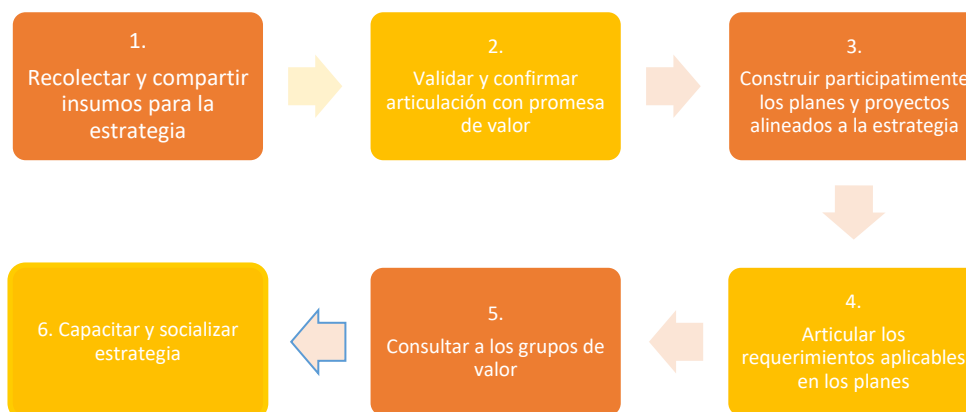 1.
Recolectar y compartir
insumos para la
estrategia
2.
Validar y confirmar
articulación con promesa
de valor
3.
Construir participatimente
los planes y proyectos
alineados a la estrategia
4.
Articular los
requerimientos aplicables
en los planes
5.
Consultar a los grupos de
valor
6. Capacitar y socializar
estrategia